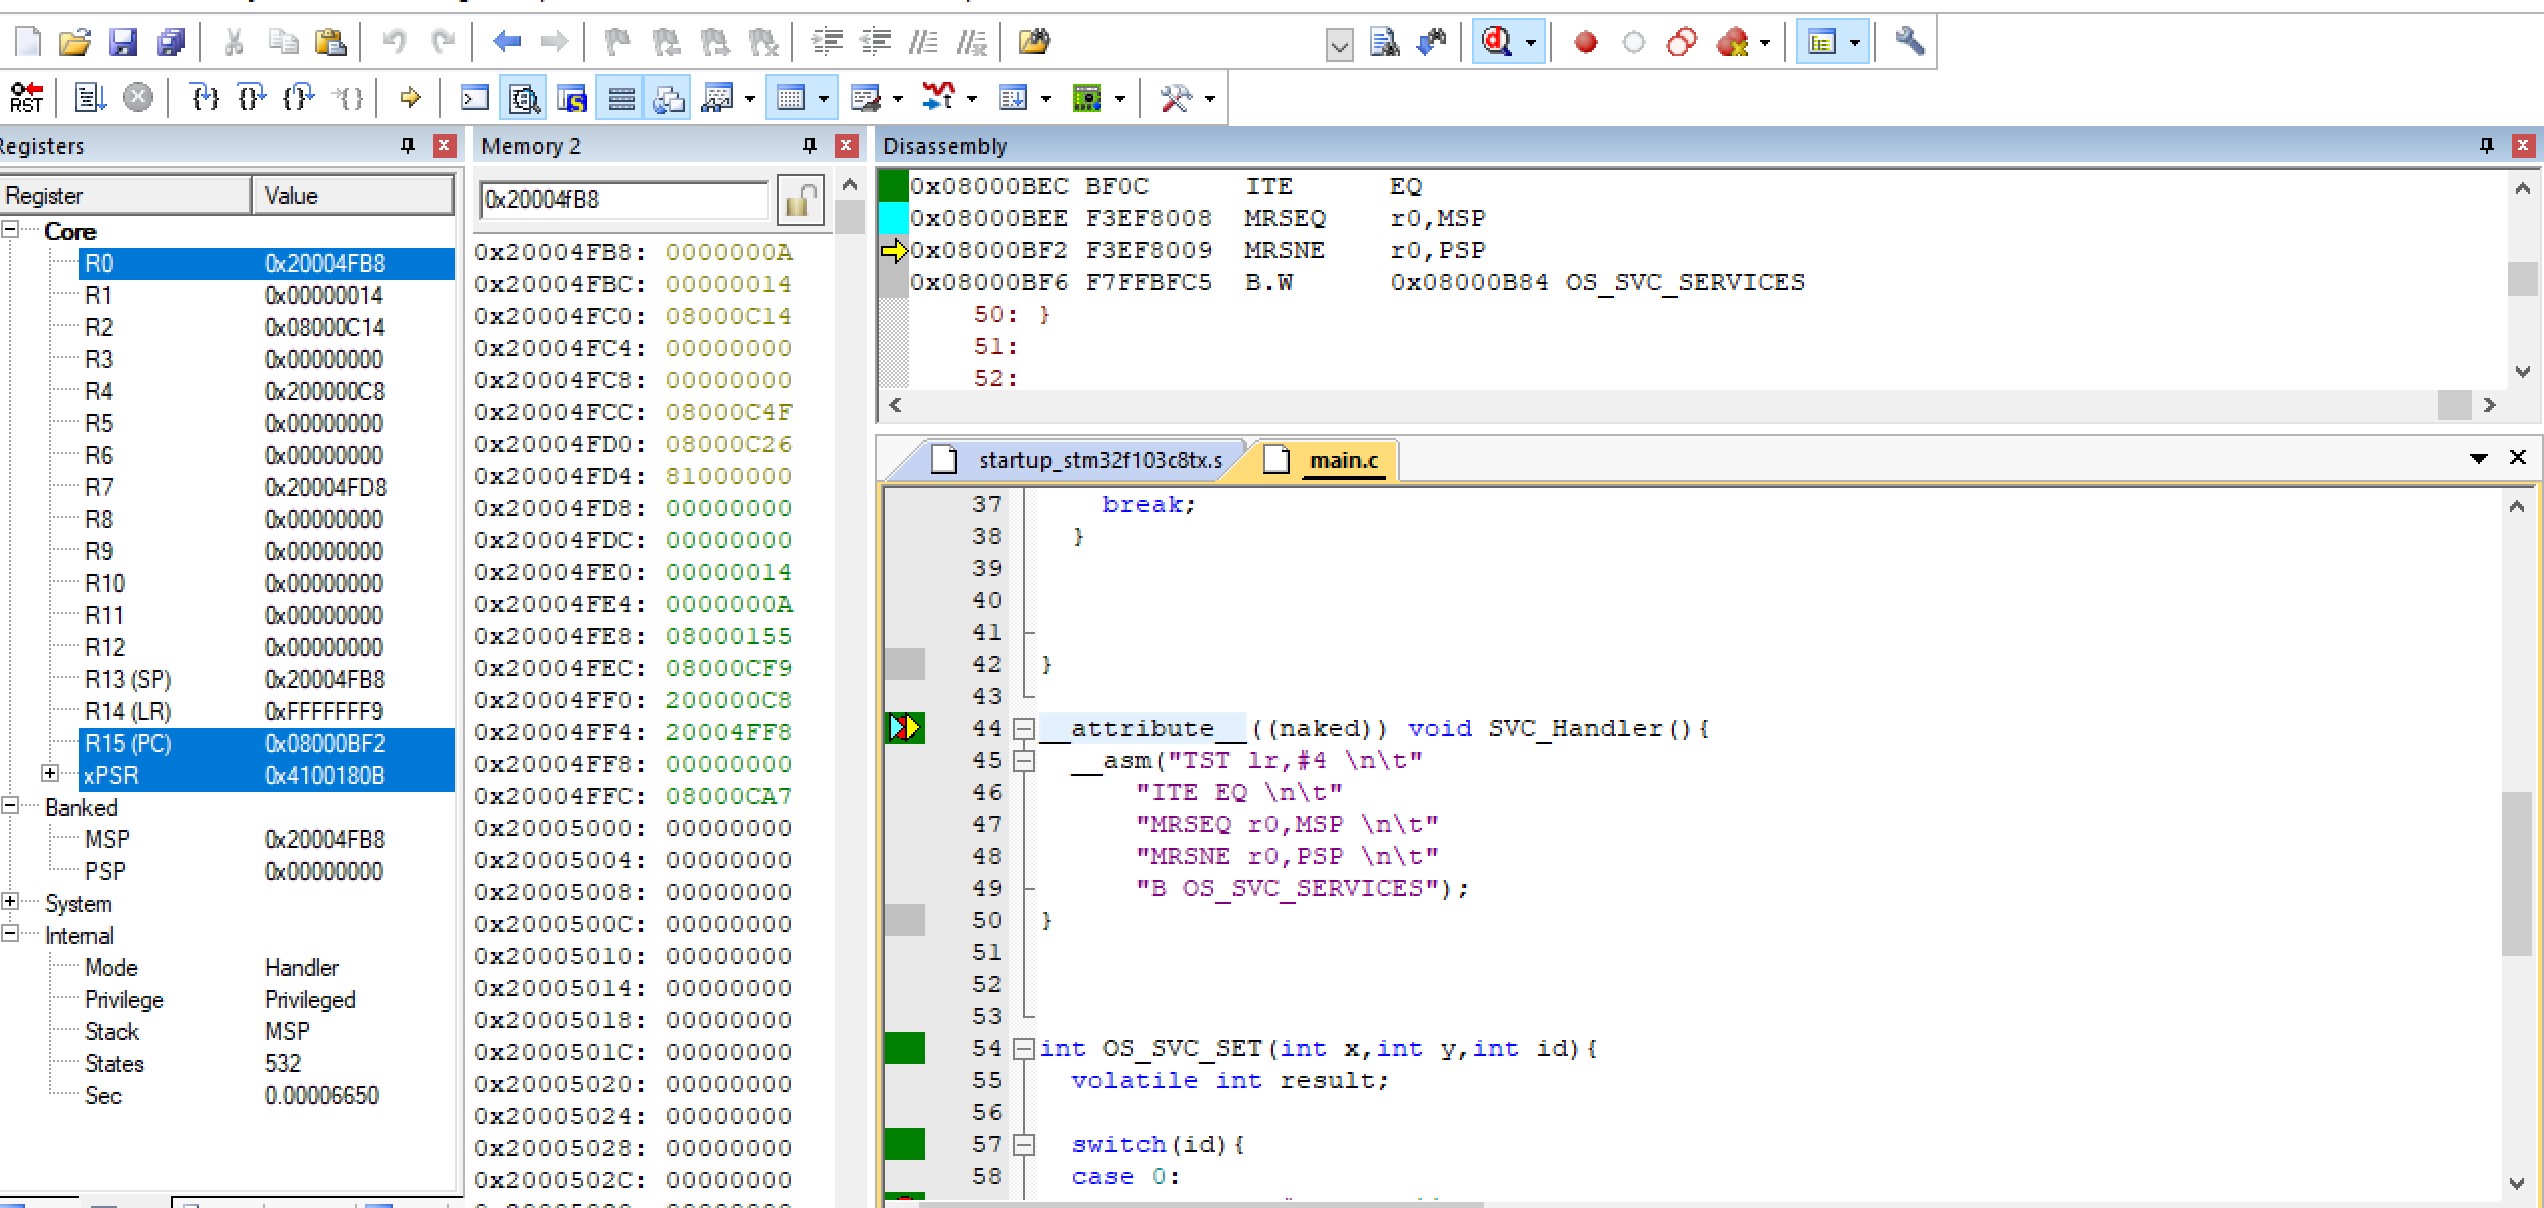 RST
Registers
Register Value
Core
R0 0x20004FB8
R1 0x00000014
R2 0x08000C14
R3 0x00000000
R4 0x200000C8
R5 0x00000000
R6 0x00000000
R7 0x20004FD8
R8 0x00000000
R9 0x00000000
R10 0x00000000
R11 0x00000000
R12 0x00000000
R13 (SP) 0x20004FB8
R14 (LR) 0xFFFFFFF9
R15 (PC) 0x08000BF2
xPSR 0x4100180B
Banked
MSP 0x20004FB8
PSP 0x00000000
System
Internal
Mode Handler
Privilege Privileged
Stack MSP
States 532
Sec 0.00006650
Memory 2
0x20004fB8
0x20004FB8: 0000000A
0x20004FBC: 00000014
0x20004FC0: 08000C14
0x20004FC4: 00000000
0x20004FC8: 00000000
0x20004FCC: 08000C4F
0x20004FD0: 08000C26
0x20004FD4: 81000000
0x20004FD8: 00000000
0x20004FDC: 00000000
0x20004FE0: 00000014
0x20004FE4: 0000000A
0x20004FE8: 08000155
0x20004FEC: 08000CF9
0x20004FF0: 200000C8
0x20004FF4: 20004FF8
0x20004FF8: 00000000
0x20004FFC: 08000CA7
0x20005000: 00000000
0x20005004: 00000000
0x20005008: 00000000
0x2000500C: 00000000
0x20005010: 00000000
0x20005014: 00000000
0x20005018: 00000000
0x2000501C: 00000000
0x20005020: 00000000
0x20005024: 00000000
0x20005028: 00000000
0x2000502C: 00000000
Disassembly
0x08000BEC BF0C ITE EQ
0x08000BEE F3EF8008 MRSEQ r0,MSP
0x08000BF2 F3EF8009 MRSNE r0,PSP
0x08000BF6 F7FFBFC5 B.W 0x08000B84 OS_SVC_SERVICES
50: }
51:
52:
startup_stm32f103c8tx.s main.c
37 break;
38 }
39
40
41
42 }
43
44 __attribute__((naked)) void SVC_Handler(){
45 __asm("TST lr,#4 \n\t"
46 "ITE EQ \n\t"
47 "MRSEQ r0,MSP \n\t"
48 "MRSNE r0,PSP \n\t"
49 "B OS_SVC_SERVICES");
50 }
51
52
53
54 int OS_SVC_SET(int x,int y,int id){
55 volatile int result;
56
57 switch(id){
58 case 0: